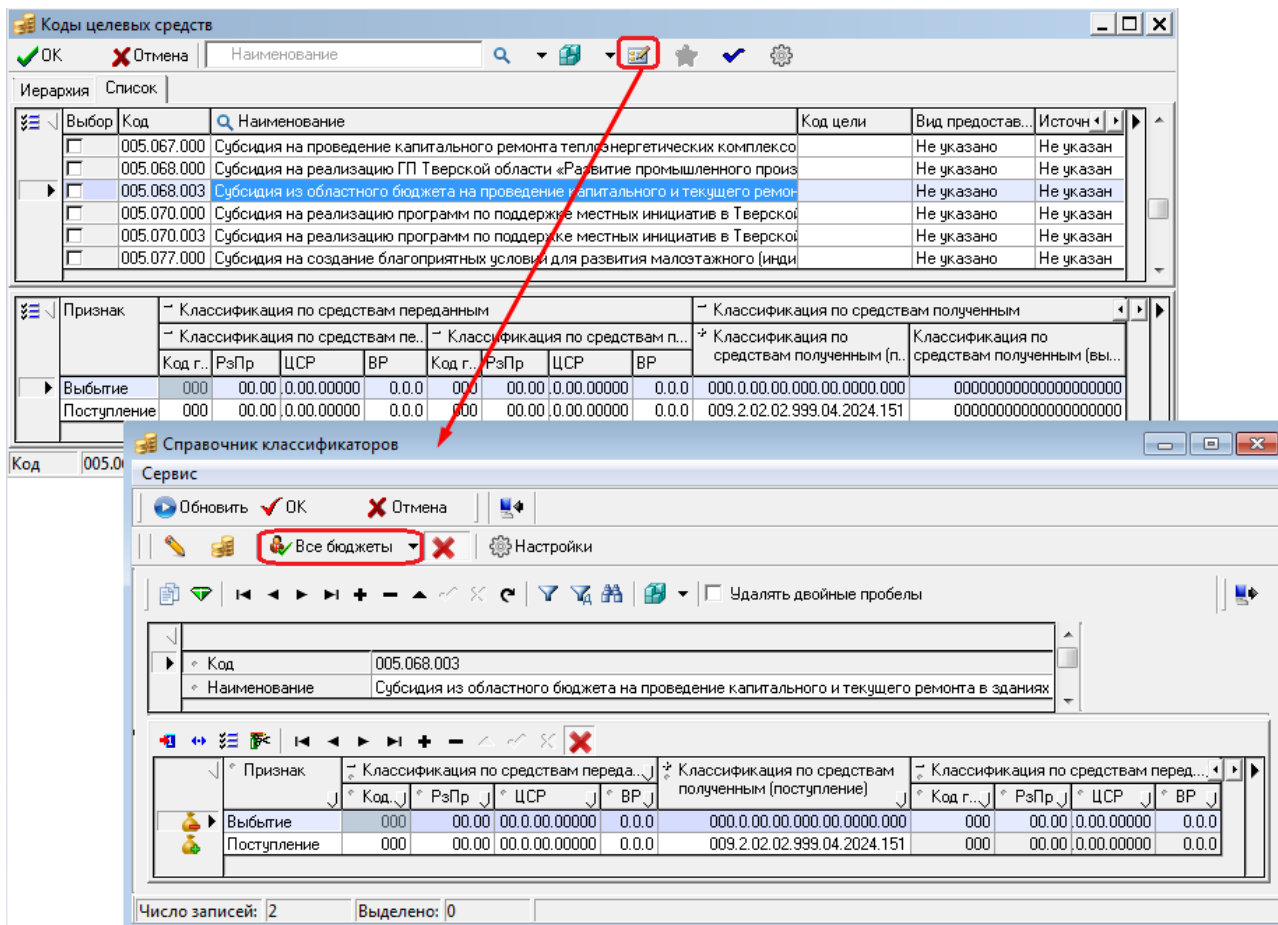 Коды целевых средств
OK Отмена Наименование
Иерархия Список
Выбор Код Наименование Код цели Вид предостав... Источн
005.067.000 Субсидия на проведение капитального ремонта теплоэнергетических комплексо Не указано Не указан
005.068.000 Субсидия на реализацию ГП Тверской области «Развитие промышленного произ Не указано Не указан
005.068.003 Субсидия из областного бюджета на проведение капитального и текущего ремон Не указано Не указан
005.070.000 Субсидия на реализацию программ по поддержке местных инициатив в Тверской Не указано Не указан
005.070.003 Субсидия на реализацию программ по поддержке местных инициатив в Тверской Не указано Не указан
005.077.000 Субсидия на создание благоприятных условий для развития малоэтажного (инди Не указано Не указан
Признак Классификация по средствам переданным Классификация по средствам полученным
Классификация по средствам пе.. Классификация по средствам п... Классификация по средствам полученным (п.. Классификация по средствам полученным (вы...
Код г.. РзПр ЦСР ВР Код г.. РзПр ЦСР ВР
Выбытие 000 00.00 .0.00.00000 0.0.0 000 00.00 .0.00.00000 0.0.0 000.0.00.00.000.00.0000.000 00000000000000000000
Поступление 000 00.00 .0.00.00000 0.0.0 000 00.00 .0.00.00000 0.0.0 009.2.02.02.999.04.2024.151 00000000000000000000
Код 005.0
Справочник классификаторов
Сервис
Обновить OK Отмена
Все бюджеты Настройки
Удалять двойные пробелы
Код 005.068.003
Наименование Субсидия из областного бюджета на проведение капитального и текущего ремонта в зданиях
Признак Классификация по средствам переда... Классификация по средствам полученным (поступление) Классификация по средствам перед...
Код.. РзПр ЦСР ВР Код г... РзПр ЦСР ВР
Выбытие 000 00.00 00.0.00.00000 0.0.0 000.0.00.00.000.00.0000.000 000 00.00 .0.00.00000 0.0.0
Поступление 000 00.00 00.0.00.00000 0.0.0 009.2.02.02.999.04.2024.151 000 00.00 .0.00.00000 0.0.0
Число записей: 2 Выделено: 0